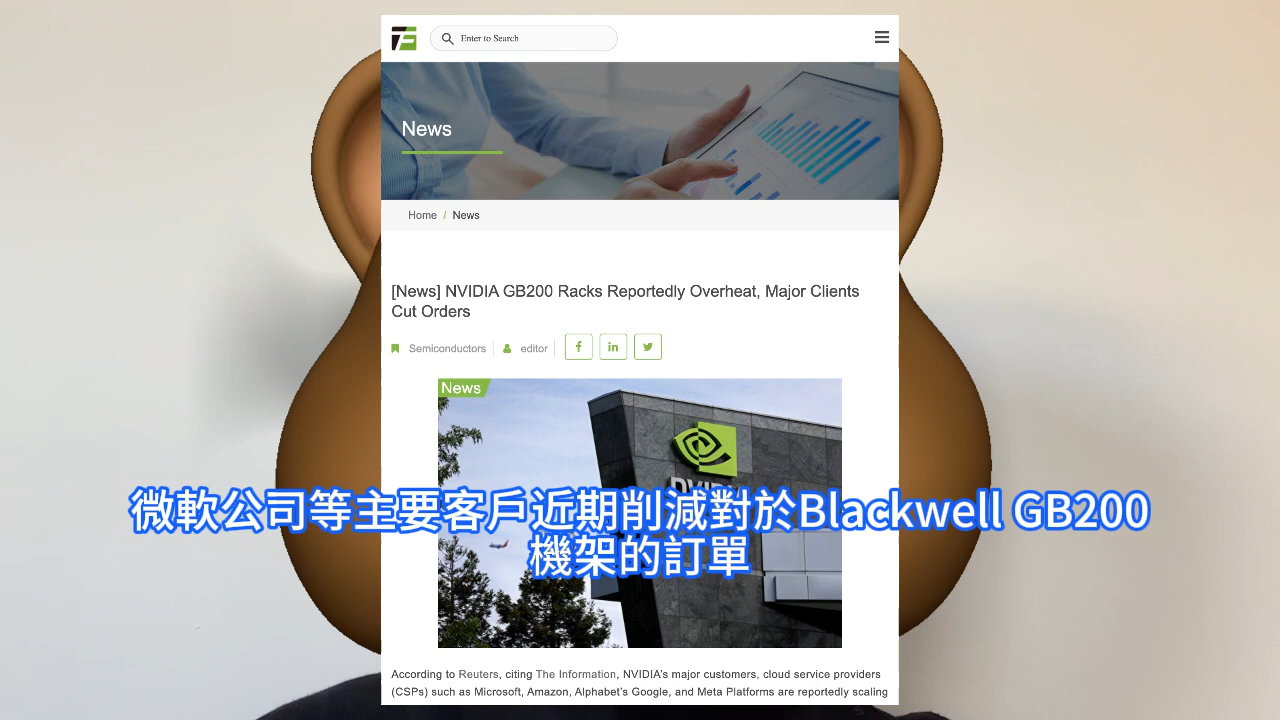 Enter to Search
News
Home / News
[News] NVIDIA GB200 Racks Reportedly Overheat, Major Clients
Cut Orders
Semiconductors
editor
News
NVIDIA
微軟公司等主要客戶近期削減對於Blackwell GB200
機架的訂單
According to Reuters, citing The Information, NVIDIA's major customers, cloud service providers
(CSPs) such as Microsoft, Amazon, Alphabet's Google, and Meta Platforms are reportedly scaling